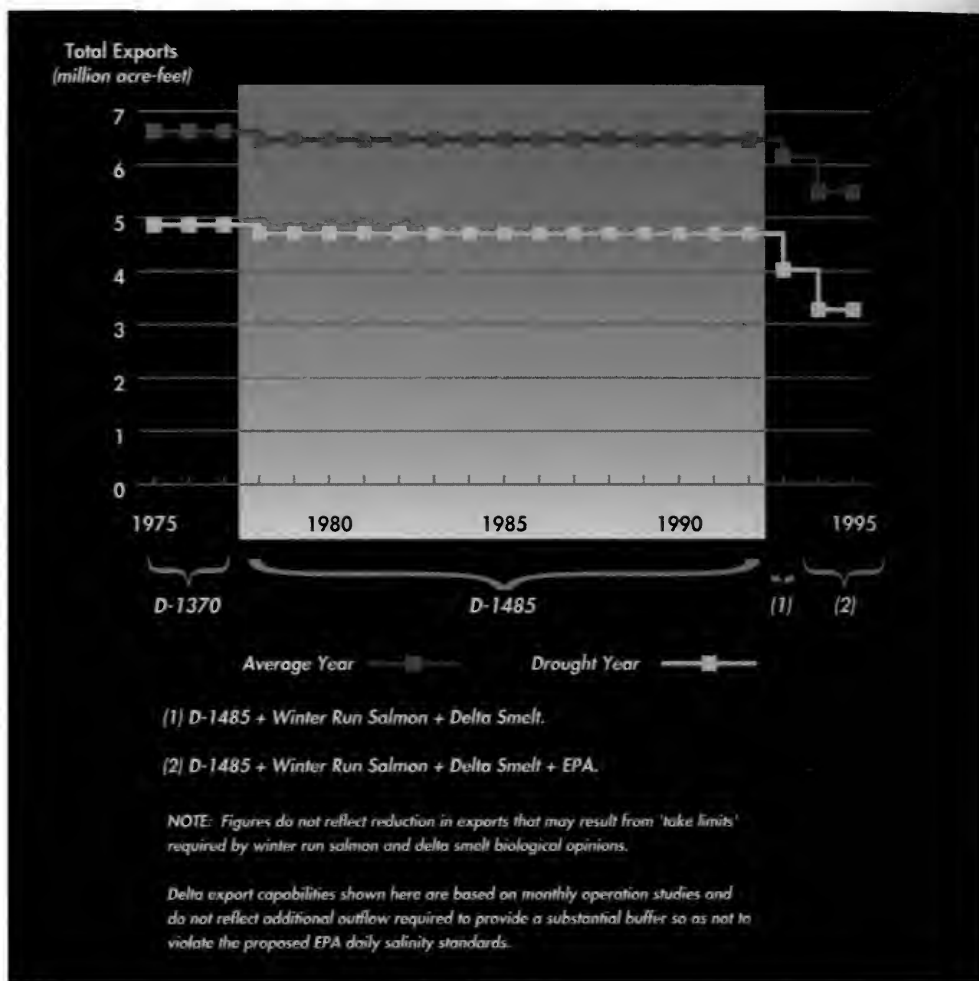 Total Exports
(million acre-feet)
7
6
5
4
3
2
1
0
1975 1980 1985 1990 1995
D-1370 D-1485 (1) (2)
Average Year Drought Year
(1) D-1485 + Winter Run Salmon + Delta Smelt.
(2) D-1485 + Winter Run Salmon + Delta Smelt + EPA.
NOTE: Figures do not reflect reduction in exports that may result from 'take limits'
required by winter run salmon and delta smelt biological opinions.
Delta export capabilities shown here are based on monthly operation studies and
do not reflect additional outflow required to provide a substantial buffer so as not to
violate the proposed EPA daily salinity standards.